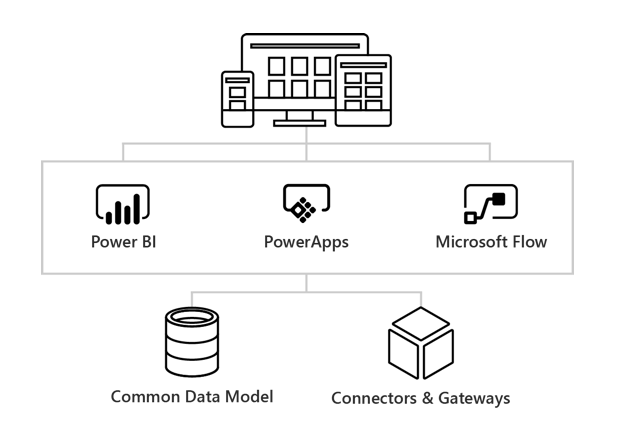 Power BI
PowerApps
Microsoft Flow
Common Data Model
Connectors & Gateways